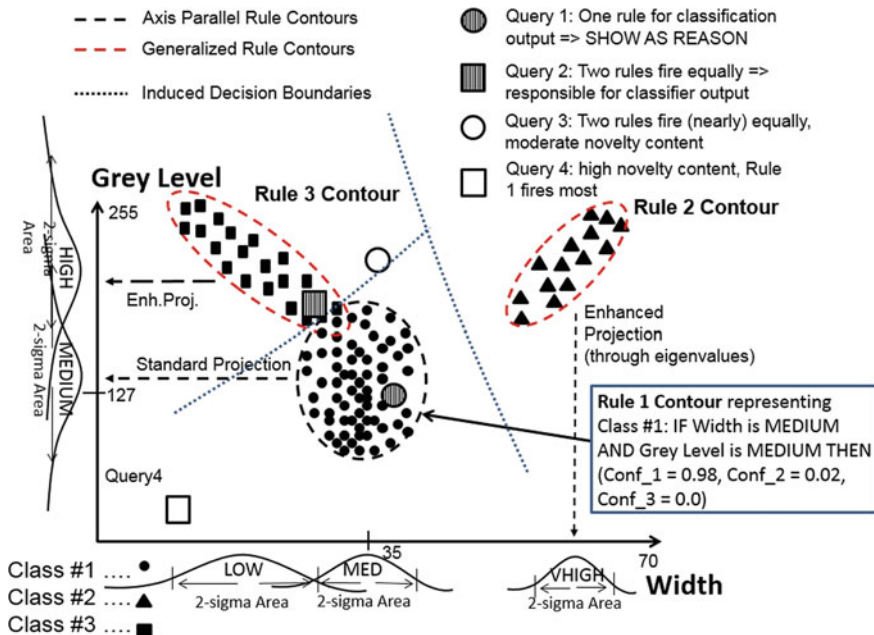 Axis Parallel Rule Contours
Generalized Rule Contours
Induced Decision Boundaries
Query 1: One rule for classification
output => SHOW AS REASON
Query 2: Two rules fire equally =>
responsible for classifier output
Query 3: Two rules fire (nearly) equally,
moderate novelty content
Query 4: high novelty content, Rule
1 fires most
Grey Level
255
Rule 3 Contour
Rule 2 Contour
2-sigma
Area
HIGH
Enh.Proj.
Enhanced
Projection
(through eigenvalues)
2-sigma Area
MEDIUM
Standard Projection
127
Rule 1 Contour representing
Class #1: IF Width is MEDIUM
AND Grey Level is MEDIUM THEN
(Conf_1 = 0.98, Conf_2 = 0.02,
Conf_3 = 0.0)
Query4
35
70
LOW
MED
VHIGH
Width
2-sigma Area
2-sigma Area
2-sigma Area
Class #1 ....
Class #2 ....
Class #3 ....